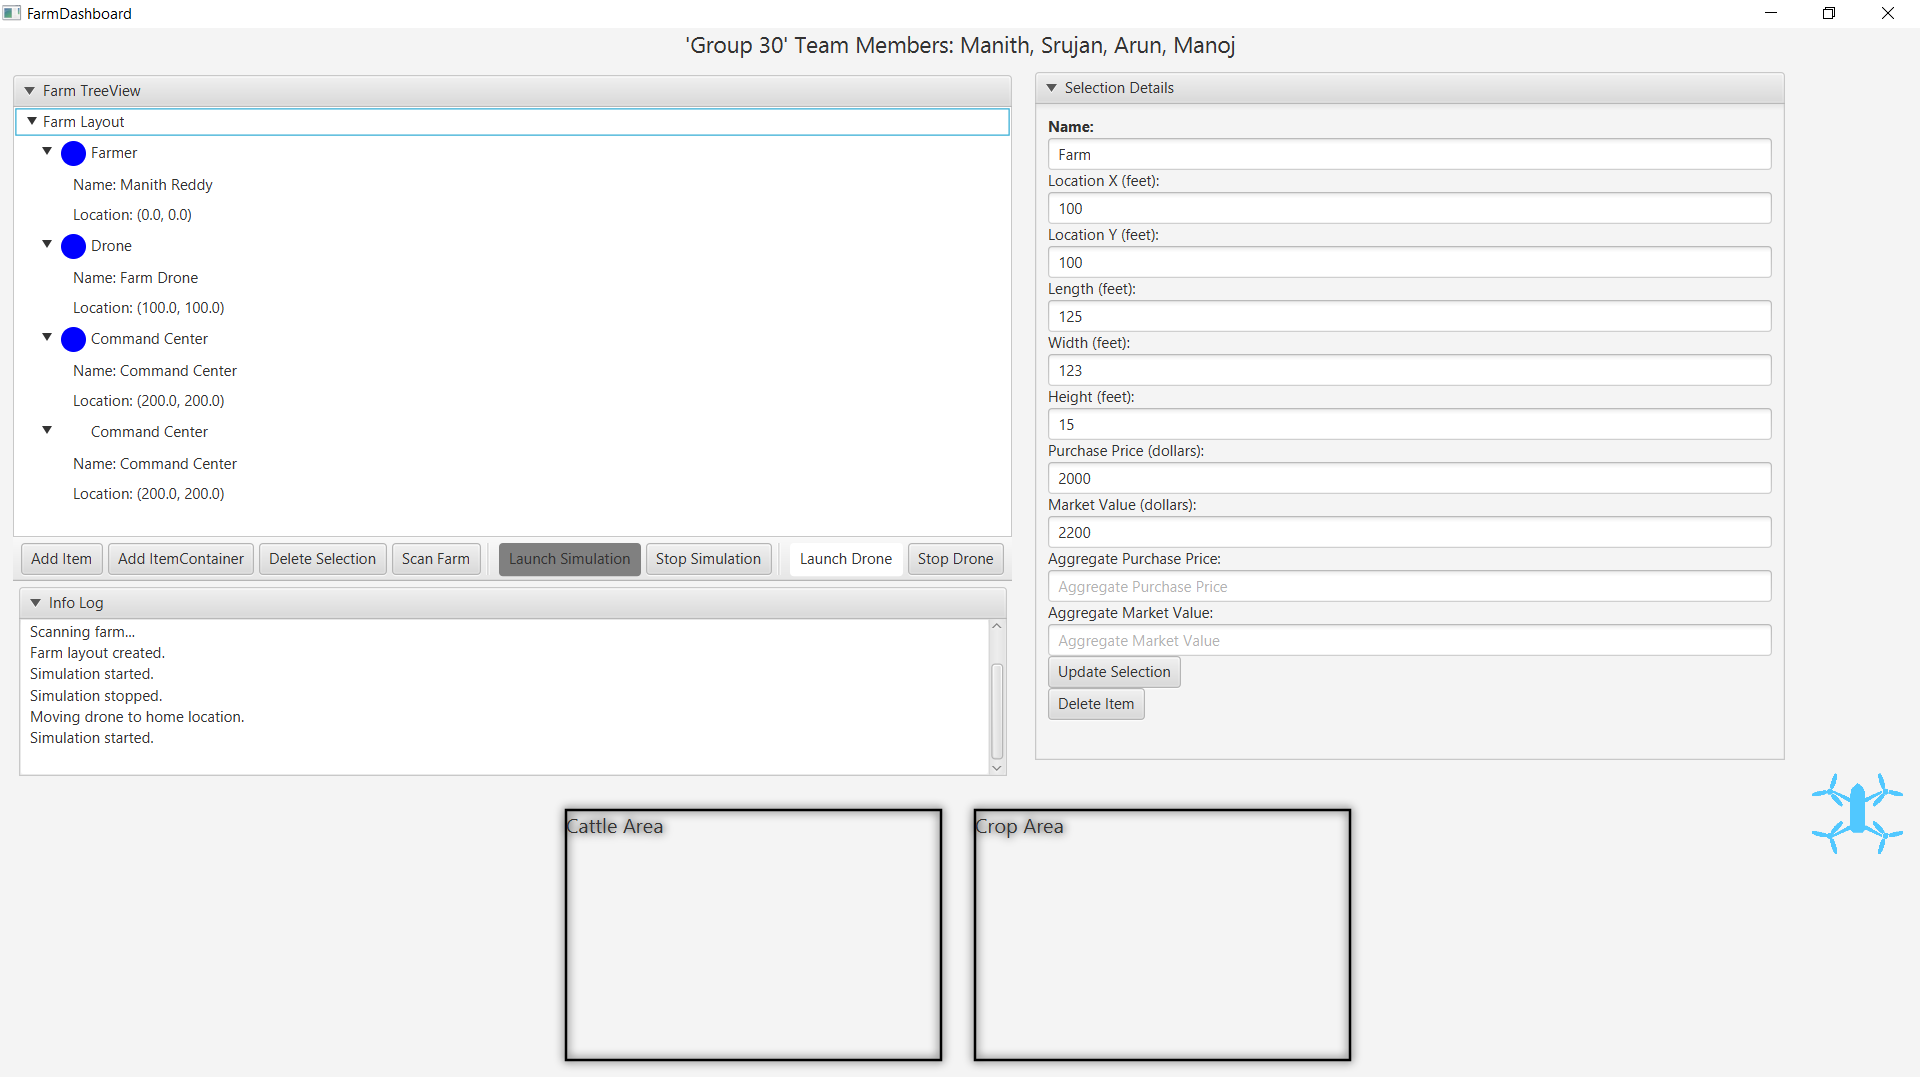 FarmDashboard
'Group 30' Team Members: Manith, Srujan, Arun, Manoj
Farm TreeView
Farm Layout
Farmer
Name: Manith Reddy
Location: (0.0, 0.0)
Drone
Name: Farm Drone
Location: (100.0, 100.0)
Command Center
Name: Command Center
Location: (200.0, 200.0)
Command Center
Name: Command Center
Location: (200.0, 200.0)
Add Item Add ItemContainer Delete Selection Scan Farm Launch Simulation Stop Simulation Launch Drone Stop Drone
Info Log
Scanning farm...
Farm layout created.
Simulation started.
Simulation stopped.
Moving drone to home location.
Simulation started.
Selection Details
Name:
Farm
Location X (feet):
100
Location Y (feet):
100
Length (feet):
125
Width (feet):
123
Height (feet):
15
Purchase Price (dollars):
2000
Market Value (dollars):
2200
Aggregate Purchase Price:
Aggregate Purchase Price
Aggregate Market Value:
Aggregate Market Value
Update Selection
Delete Item
Cattle Area
Crop Area